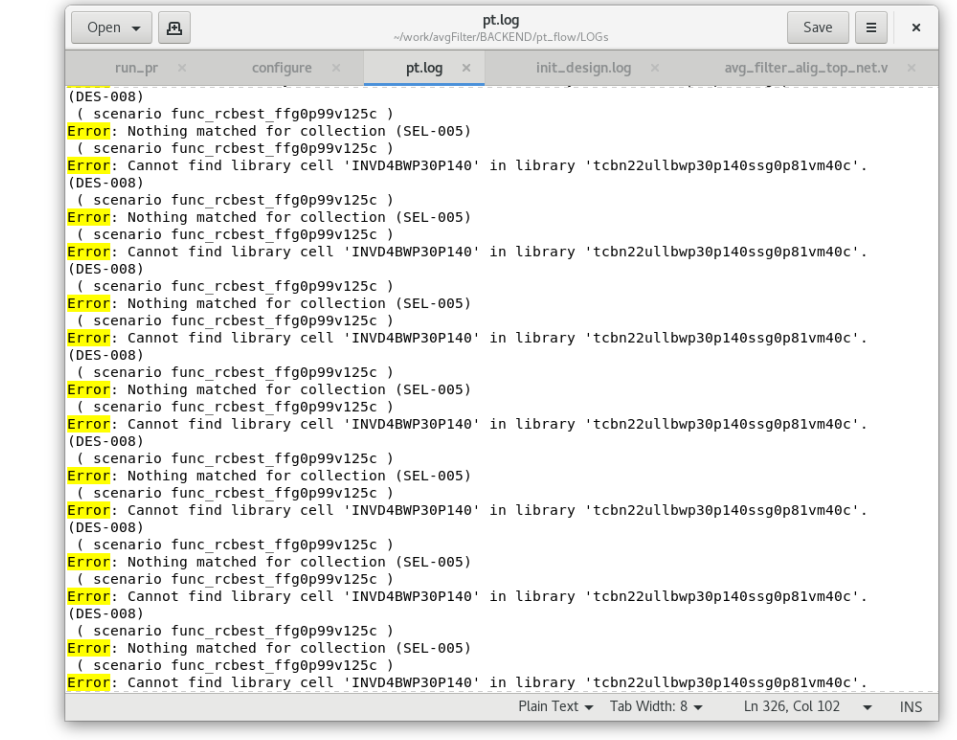 Open
pt.log
~/work/avgFilter/BACKEND/pt_flow/LOGs
Save
run_pr
configure
pt.log
init_design.log
avg_filter_alig_top_net.v
(DES-008)
( scenario func_rcbest_ffg0p99v125c )
Error: Nothing matched for collection (SEL-005)
( scenario func_rcbest_ffg0p99v125c )
Error: Cannot find library cell 'INVD4BWP30P140' in library 'tcbn22ullbwp30p140ssg0p81vm40c'.
(DES-008)
( scenario func_rcbest_ffg0p99v125c )
Error: Nothing matched for collection (SEL-005)
( scenario func_rcbest_ffg0p99v125c )
Error: Cannot find library cell 'INVD4BWP30P140' in library 'tcbn22ullbwp30p140ssg0p81vm40c'.
(DES-008)
( scenario func_rcbest_ffg0p99v125c )
Error: Nothing matched for collection (SEL-005)
( scenario func_rcbest_ffg0p99v125c )
Error: Cannot find library cell 'INVD4BWP30P140' in library 'tcbn22ullbwp30p140ssg0p81vm40c'.
(DES-008)
( scenario func_rcbest_ffg0p99v125c )
Error: Nothing matched for collection (SEL-005)
( scenario func_rcbest_ffg0p99v125c )
Error: Cannot find library cell 'INVD4BWP30P140' in library 'tcbn22ullbwp30p140ssg0p81vm40c'.
(DES-008)
( scenario func_rcbest_ffg0p99v125c )
Error: Nothing matched for collection (SEL-005)
( scenario func_rcbest_ffg0p99v125c )
Error: Cannot find library cell 'INVD4BWP30P140' in library 'tcbn22ullbwp30p140ssg0p81vm40c'.
(DES-008)
( scenario func_rcbest_ffg0p99v125c )
Error: Nothing matched for collection (SEL-005)
( scenario func_rcbest_ffg0p99v125c )
Error: Cannot find library cell 'INVD4BWP30P140' in library 'tcbn22ullbwp30p140ssg0p81vm40c'.
(DES-008)
( scenario func_rcbest_ffg0p99v125c )
Error: Nothing matched for collection (SEL-005)
( scenario func_rcbest_ffg0p99v125c )
Error: Cannot find library cell 'INVD4BWP30P140' in library 'tcbn22ullbwp30p140ssg0p81vm40c'.
Plain Text
Tab Width: 8
Ln 326, Col 102
INS